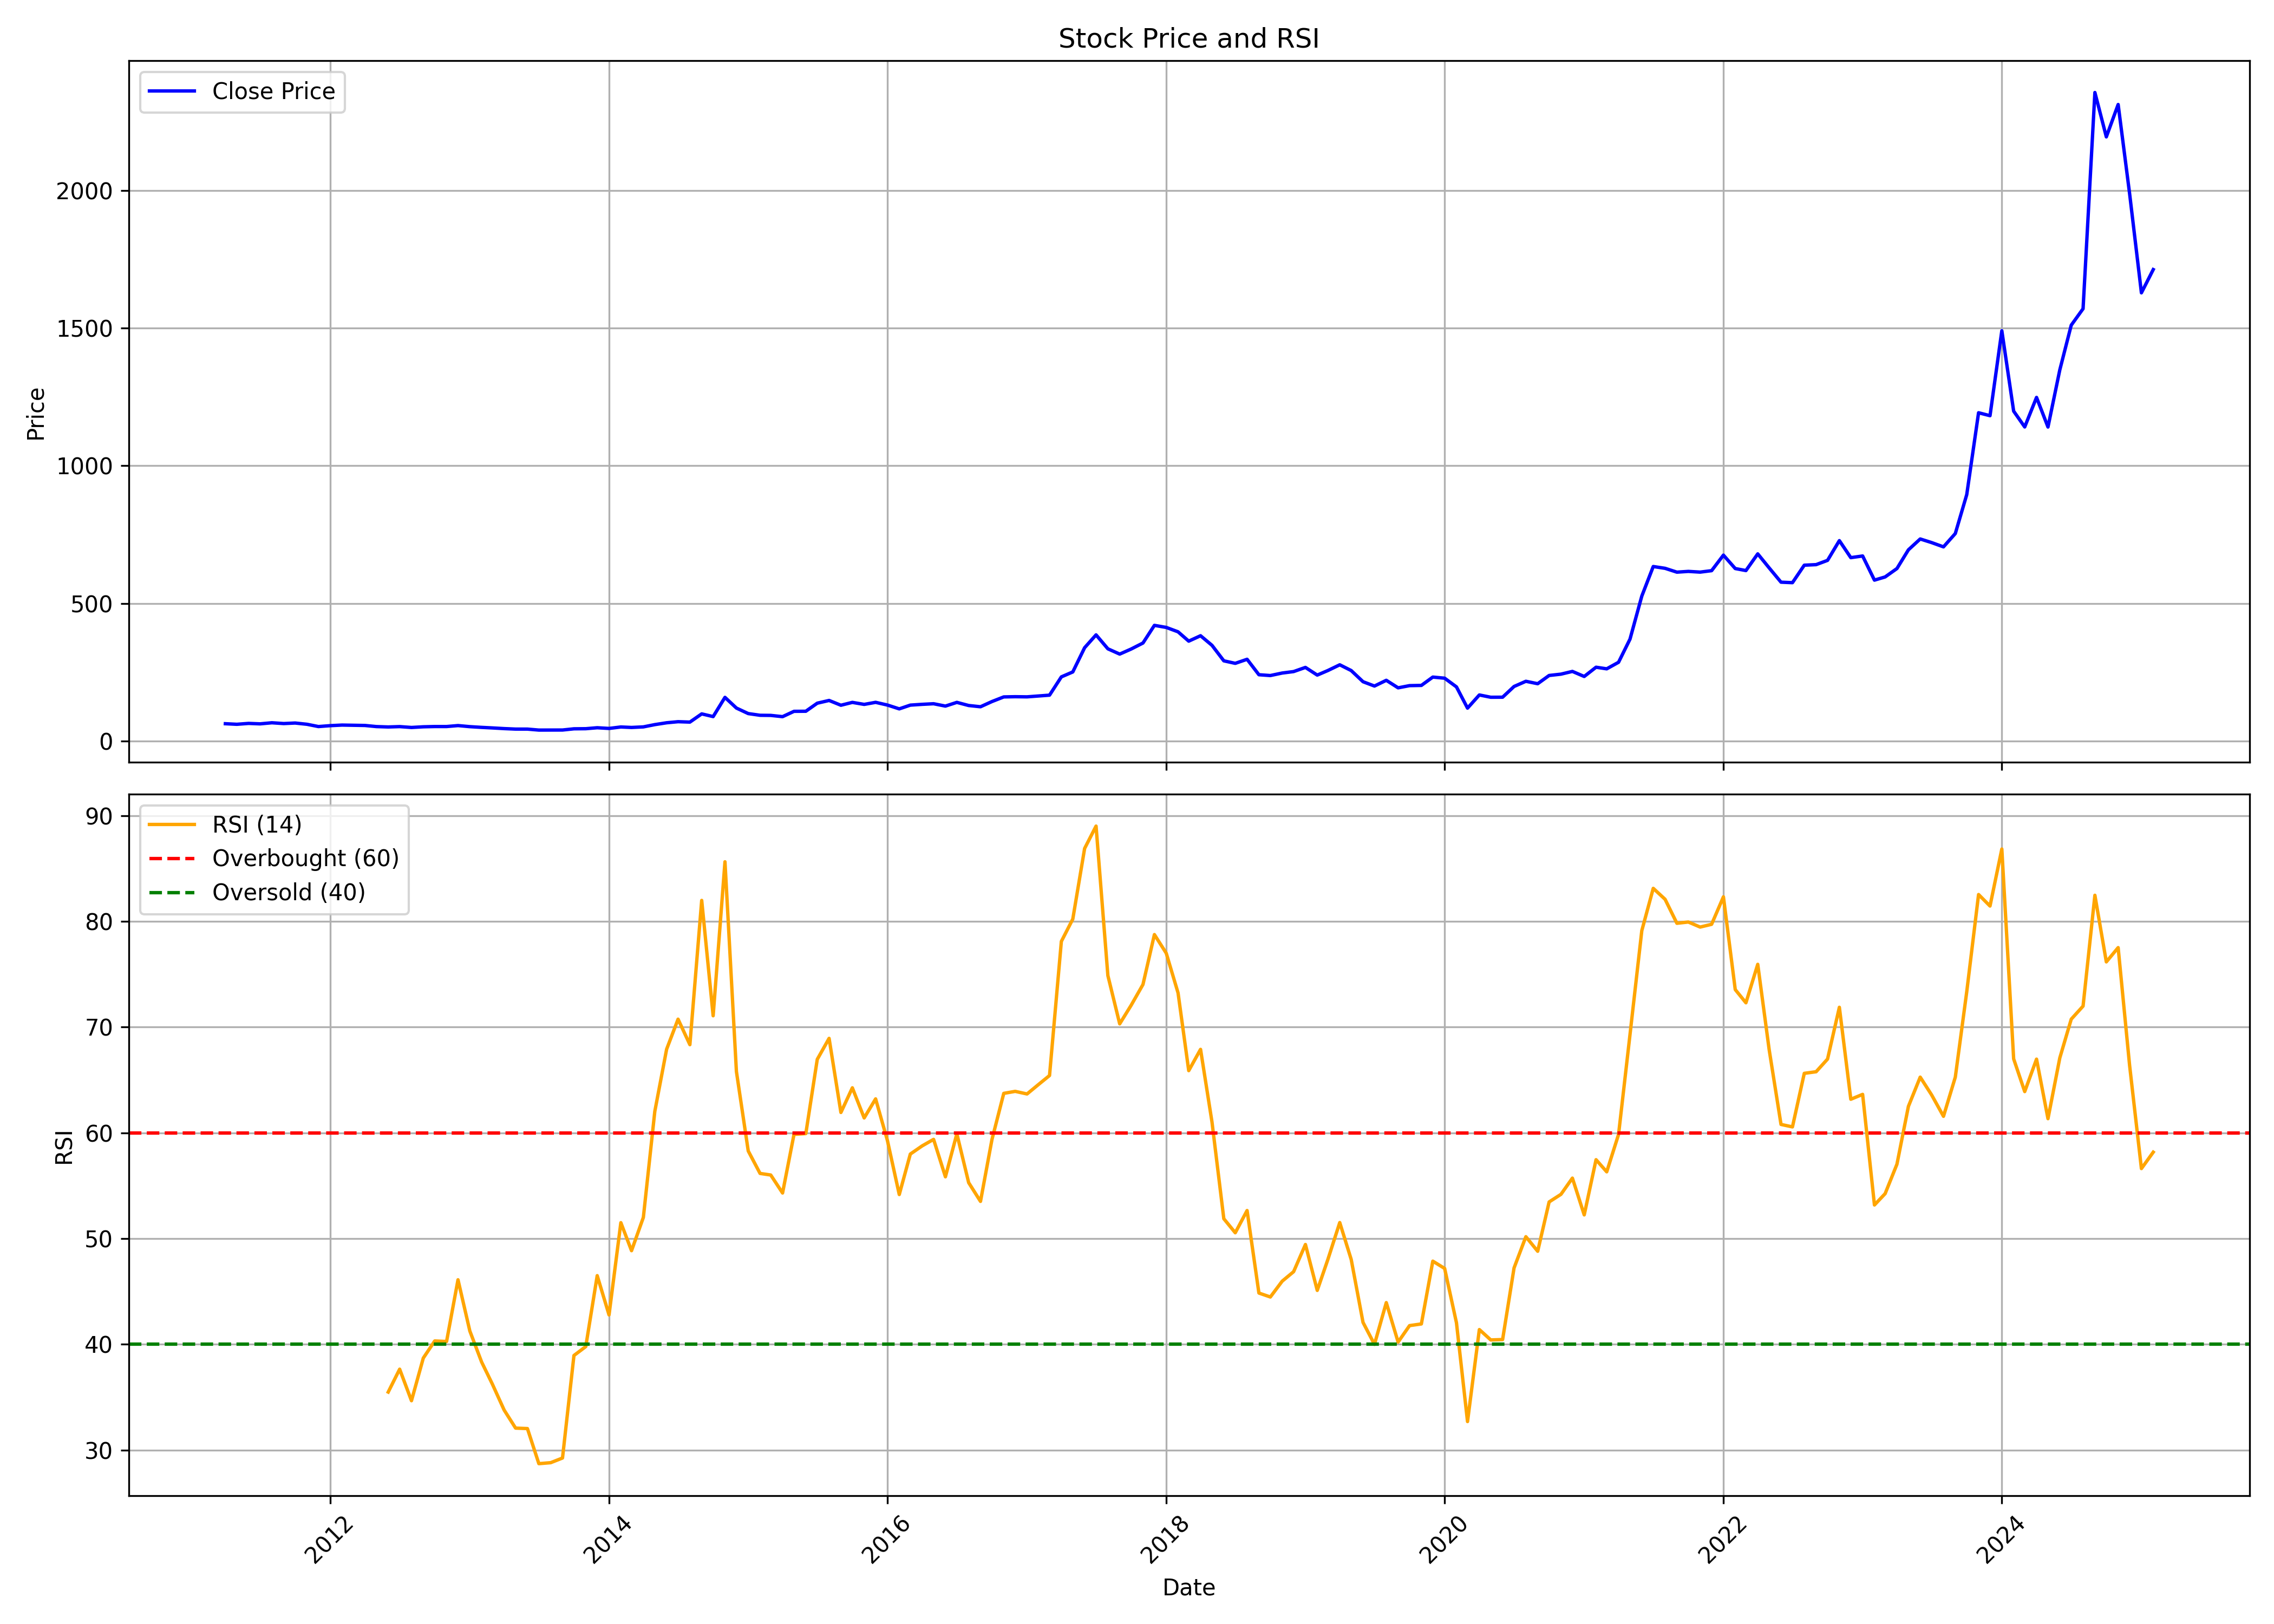 Stock Price and RSI
Close Price
Price
2000
1500
1000
500
0
RSI (14)
Overbought (60)
Oversold (40)
RSI
90
80
70
60
50
40
30
2012
2014
2016
2018
2020
2022
2024
Date